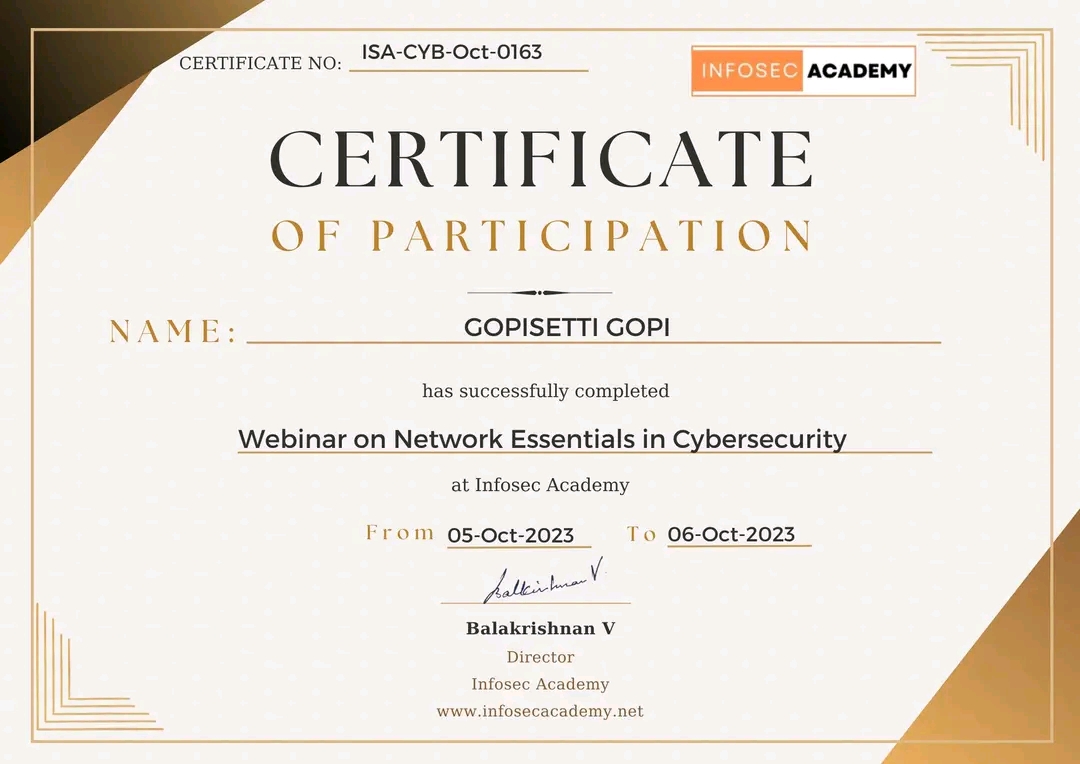 CERTIFICATE NO: ISA-CYB-Oct-0163
INFOSEC ACADEMY
CERTIFICATE
OF PARTICIPATION
NAME: GOPISETTI GOPI
has successfully completed
Webinar on Network Essentials in Cybersecurity
at Infosec Academy
From 05-Oct-2023 To 06-Oct-2023
Balakrishnan V
Balakrishnan V
Director
Infosec Academy
www.infosecacademy.net